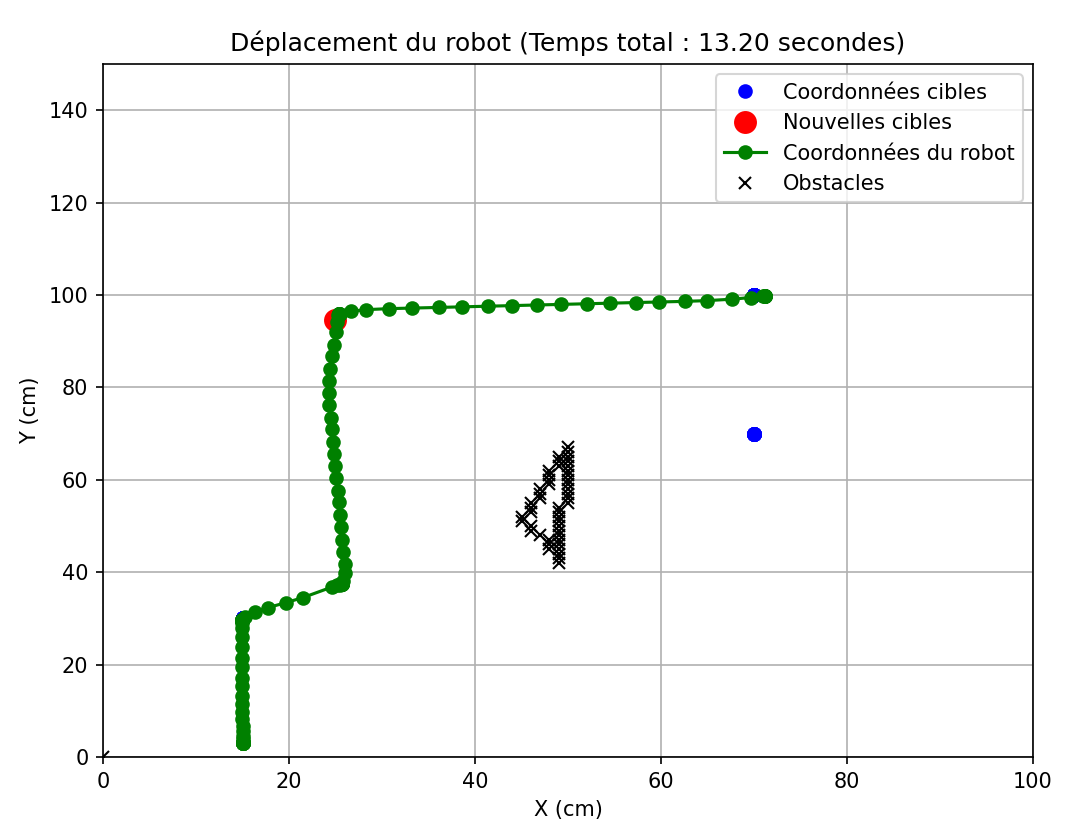 Déplacement du robot (Temps total : 13.20 secondes)
Coordonnées cibles
Nouvelles cibles
Coordonnées du robot
Obstacles
140
120
100
80
60
40
20
0
Y (cm)
0 20 40 60 80 100
X (cm)